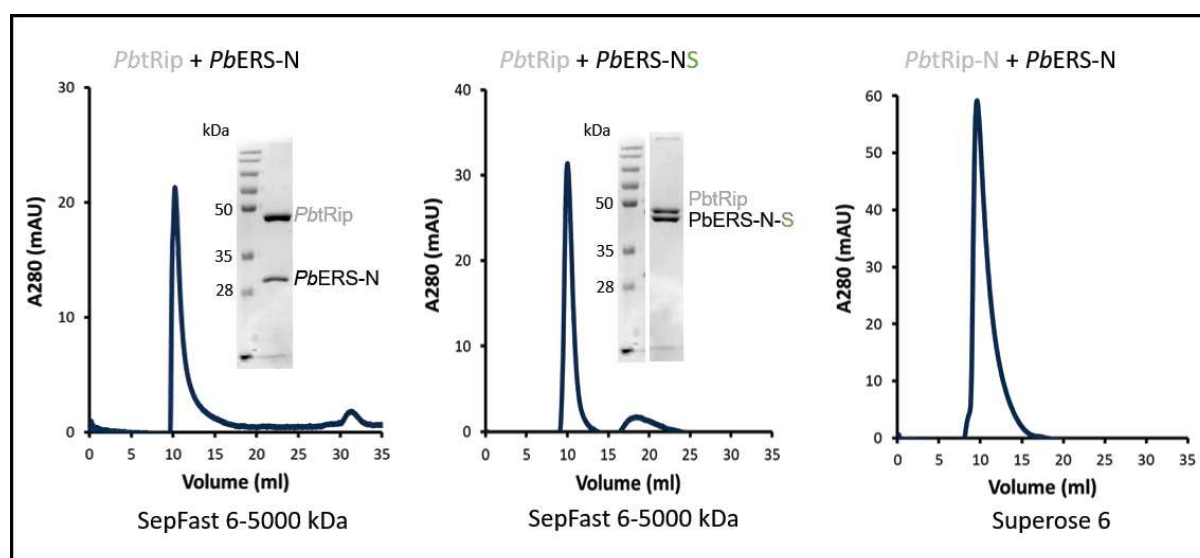 PbtRip + PbERS-N
30
20
10
0
A280 (mAU)
kDa
50
35
28
PbtRip
PbERS-N
0 5 10 15 20 25 30 35
Volume (ml)
SepFast 6-5000 kDa
PbtRip + PbERS-NS
40
30
20
10
0
A280 (mAU)
kDa
50
35
28
PbtRip
PbERS-N-S
0 5 10 15 20 25 30 35
Volume (ml)
SepFast 6-5000 kDa
PbtRip-N + PbERS-N
60
50
40
30
20
10
0
A280 (mAU)
0 5 10 15 20 25 30 35
Volume (ml)
Superose 6